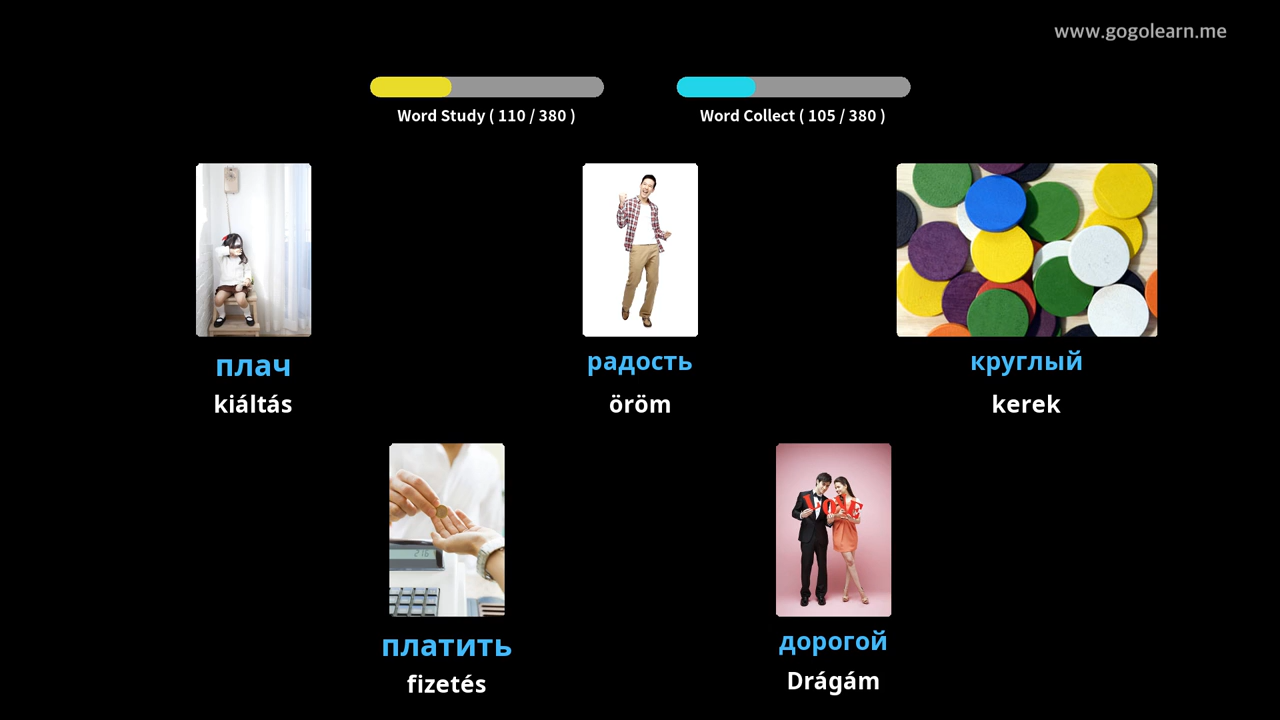 www.gogolearn.me
Word Study ( 110 / 380 )
Word Collect ( 105 / 380 )
плач
kiáltás
радость
öröm
круглый
kerek
платить
fizetés
дорогой
Drágám